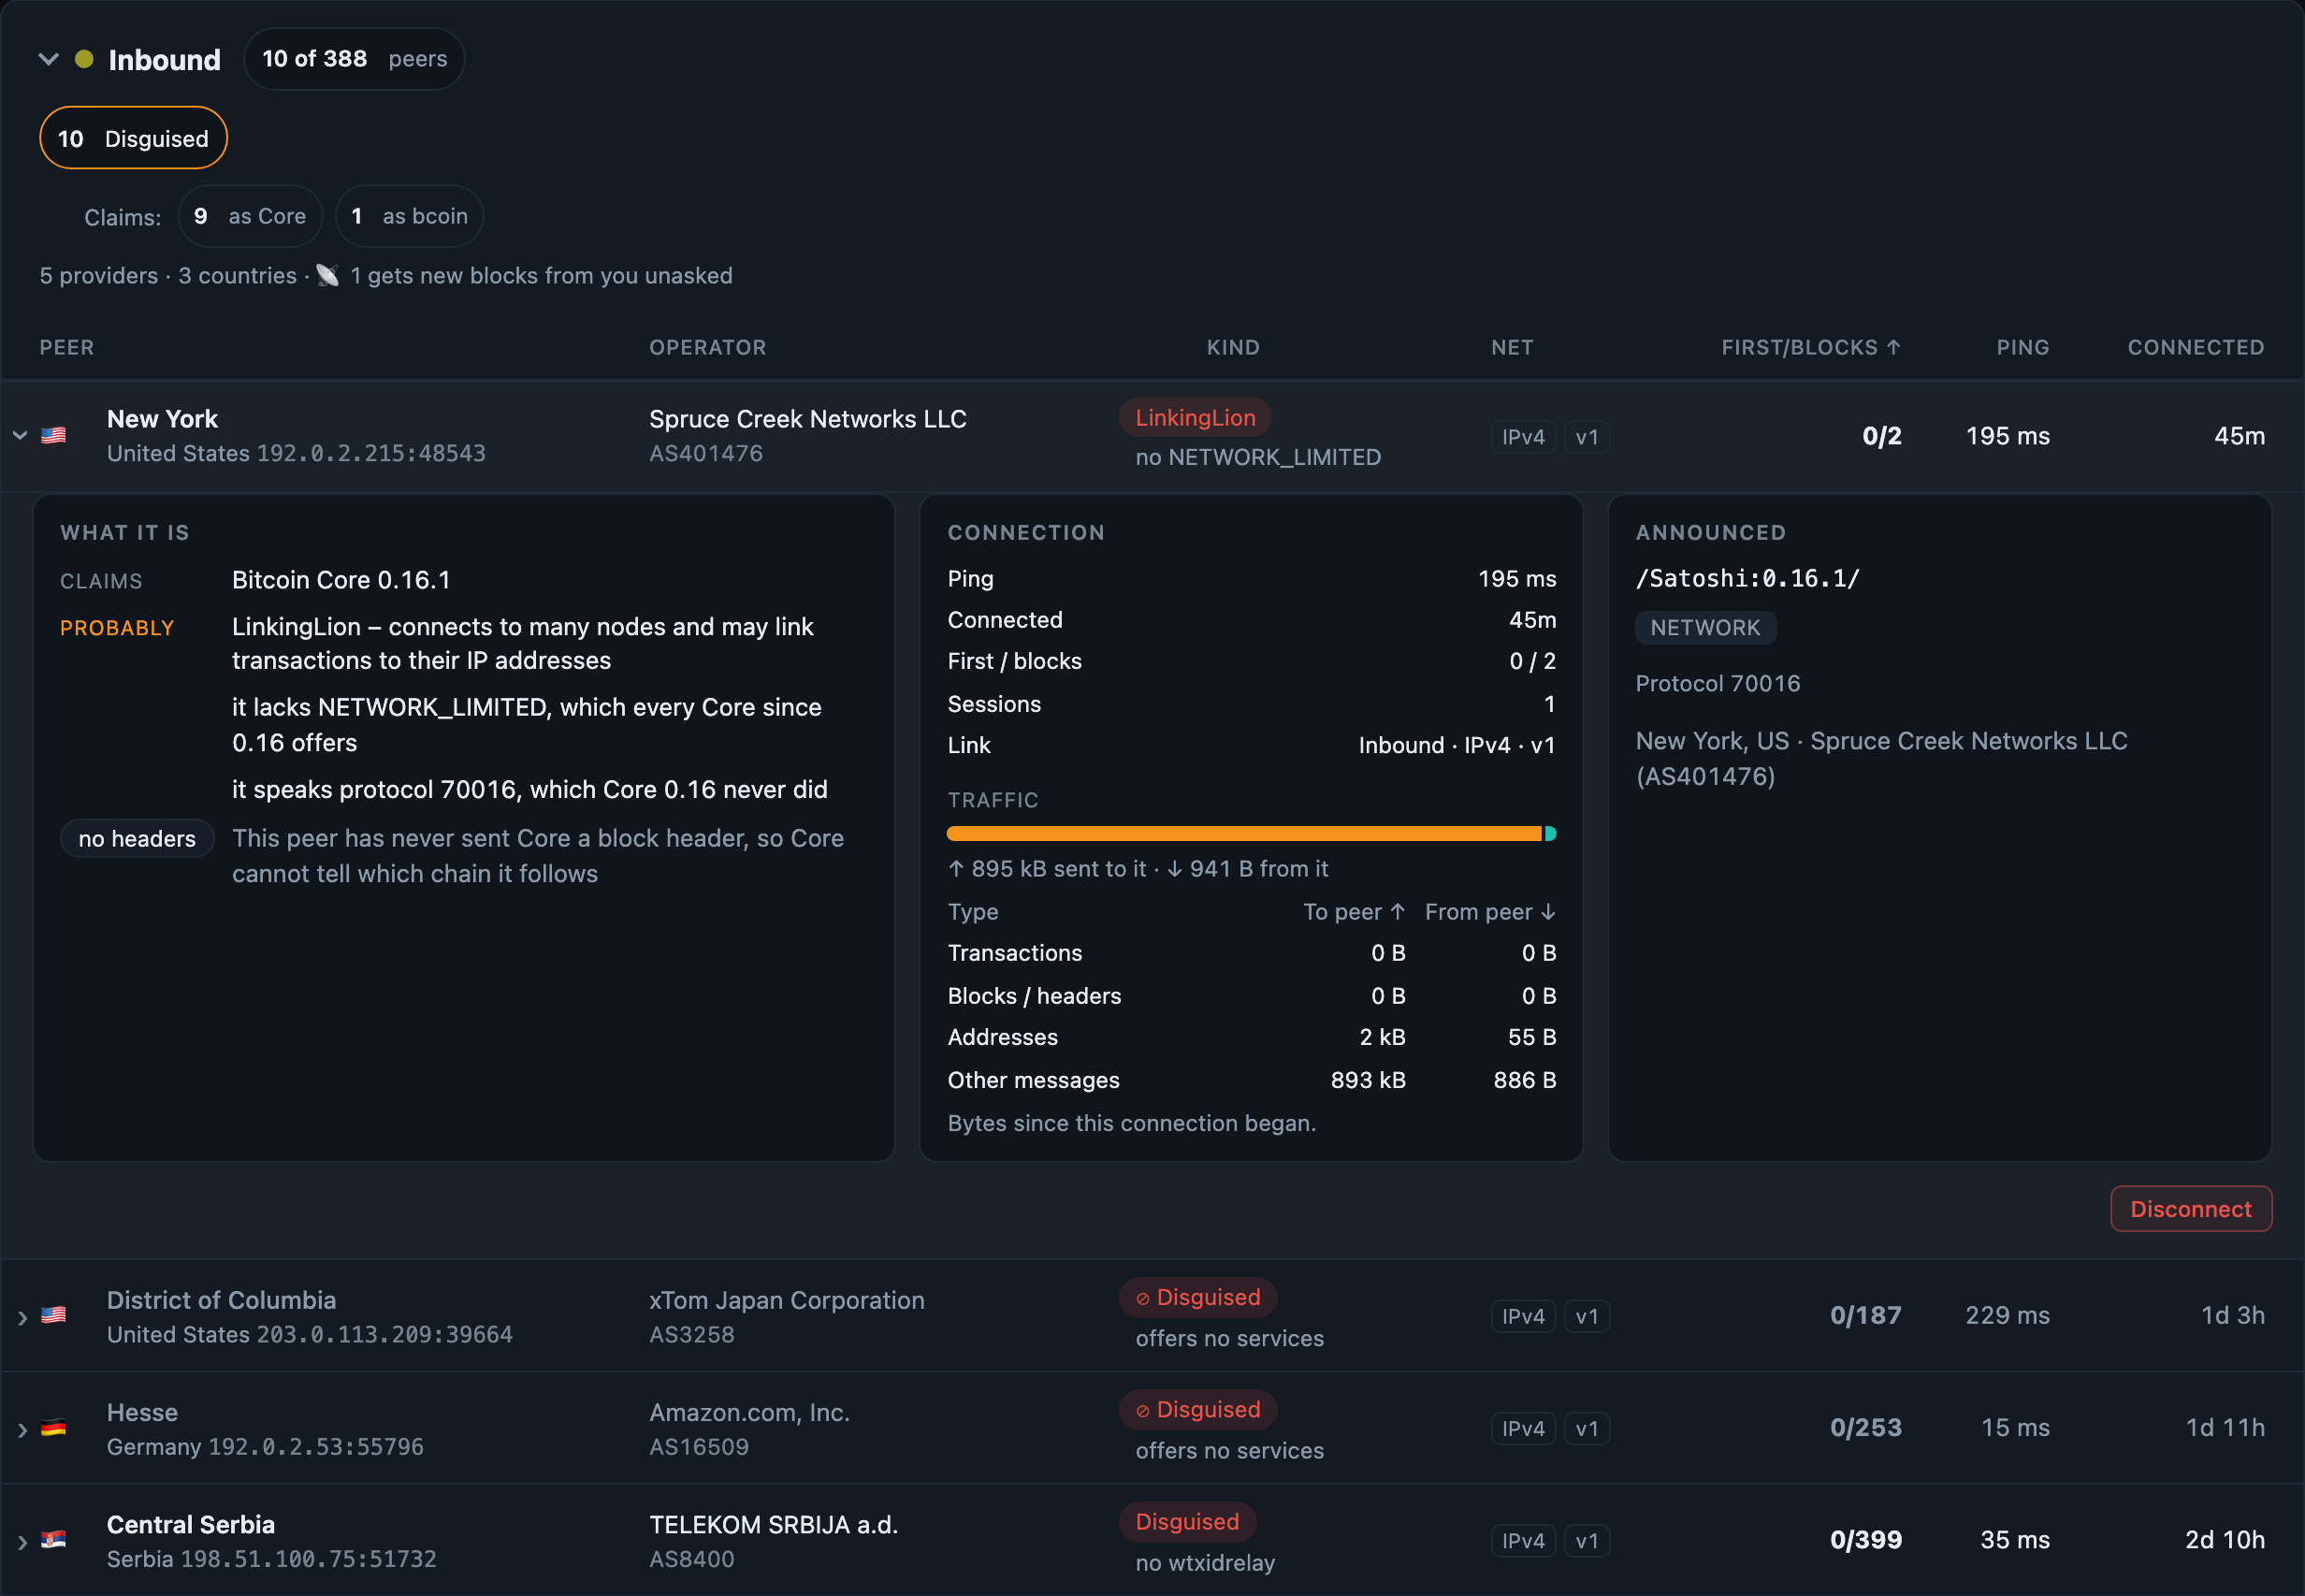 Inbound 10 of 388 peers
10 Disguised
Claims: 9 as Core 1 as bcoin
5 providers · 3 countries · 1 gets new blocks from you unasked
PEER OPERATOR KIND NET FIRST/BLOCKS ↑ PING CONNECTED
New York Spruce Creek Networks LLC LinkingLion IPv4 v1 0/2 195 ms 45m
United States 192.0.2.215:48543 AS401476 no NETWORK_LIMITED
WHAT IT IS
CLAIMS Bitcoin Core 0.16.1
PROBABLY LinkingLion – connects to many nodes and may link
transactions to their IP addresses
it lacks NETWORK_LIMITED, which every Core since
0.16 offers
it speaks protocol 70016, which Core 0.16 never did
no headers This peer has never sent Core a block header, so Core
cannot tell which chain it follows
CONNECTION
Ping 195 ms
Connected 45m
First / blocks 0 / 2
Sessions 1
Link Inbound · IPv4 · v1
TRAFFIC
↑ 895 kB sent to it · ↓ 941 B from it
Type To peer ↑ From peer ↓
Transactions 0 B 0 B
Blocks / headers 0 B 0 B
Addresses 2 kB 55 B
Other messages 893 kB 886 B
Bytes since this connection began.
ANNOUNCED
/Satoshi:0.16.1/
NETWORK
Protocol 70016
New York, US · Spruce Creek Networks LLC
(AS401476)
Disconnect
District of Columbia xTom Japan Corporation ⊘ Disguised IPv4 v1 0/187 229 ms 1d 3h
United States 203.0.113.209:39664 AS3258 offers no services
Hesse Amazon.com, Inc. ⊘ Disguised IPv4 v1 0/253 15 ms 1d 11h
Germany 192.0.2.53:55796 AS16509 offers no services
Central Serbia TELEKOM SRBIJA a.d. Disguised IPv4 v1 0/399 35 ms 2d 10h
Serbia 198.51.100.75:51732 AS8400 no wtxidrelay